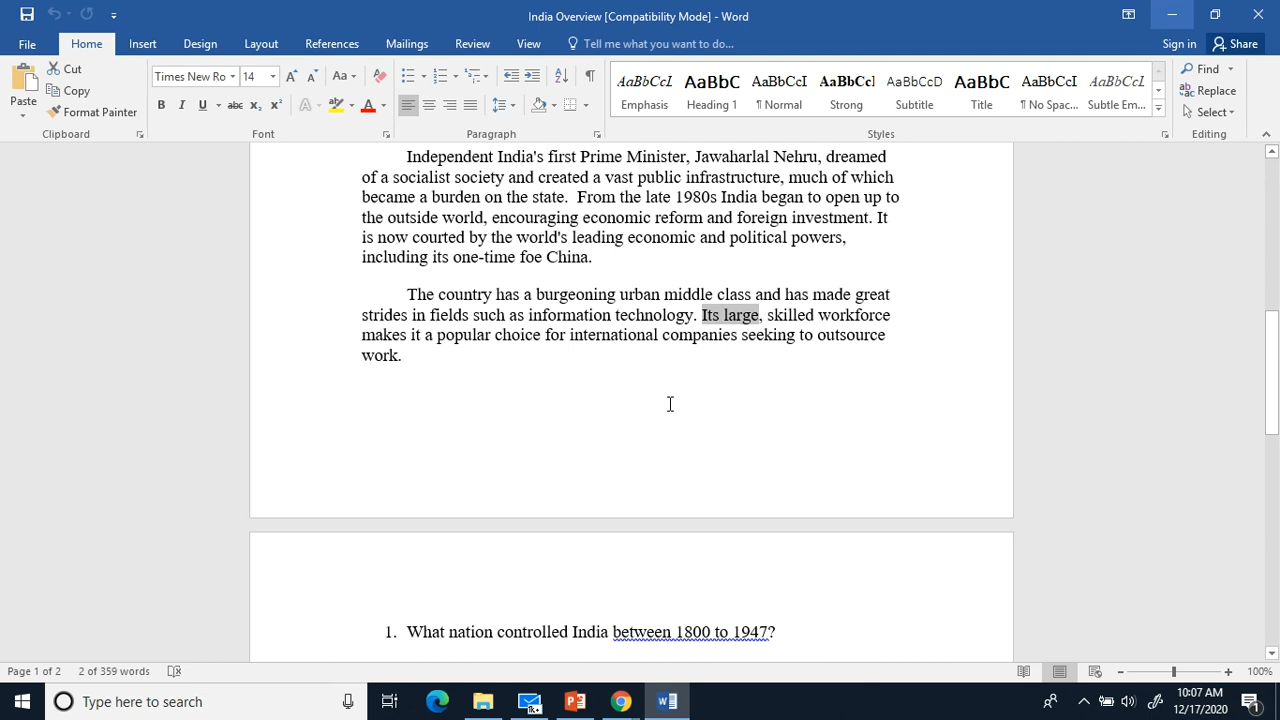 India Overview [Compatibility Mode] - Word
File Home Insert Design Layout References Mailings Review View Tell me what you want to do... Sign in Share
Paste
Cut
Copy
Format Painter
Times New Ro 14 Aa
B I U abc X₂ X² A A
AaBbCcI AaBbC AaBbCcI AaBbCcI AaBbCcD AaBbC AaBbCcI AaBbCcI
Emphasis Heading 1 ¶ Normal Strong Subtitle Title ¶ No Spac... Subtle Em...
Find
Replace
Select
Clipboard Font Paragraph Styles Editing
Independent India's first Prime Minister, Jawaharlal Nehru, dreamed
of a socialist society and created a vast public infrastructure, much of which
became a burden on the state.  From the late 1980s India began to open up to
the outside world, encouraging economic reform and foreign investment. It
is now courted by the world's leading economic and political powers,
including its one-time foe China.
The country has a burgeoning urban middle class and has made great
strides in fields such as information technology. Its large, skilled workforce
makes it a popular choice for international companies seeking to outsource
work.
1. What nation controlled India between 1800 to 1947?
Page 1 of 2 2 of 359 words 100%
Type here to search
10:07 AM
12/17/2020
1